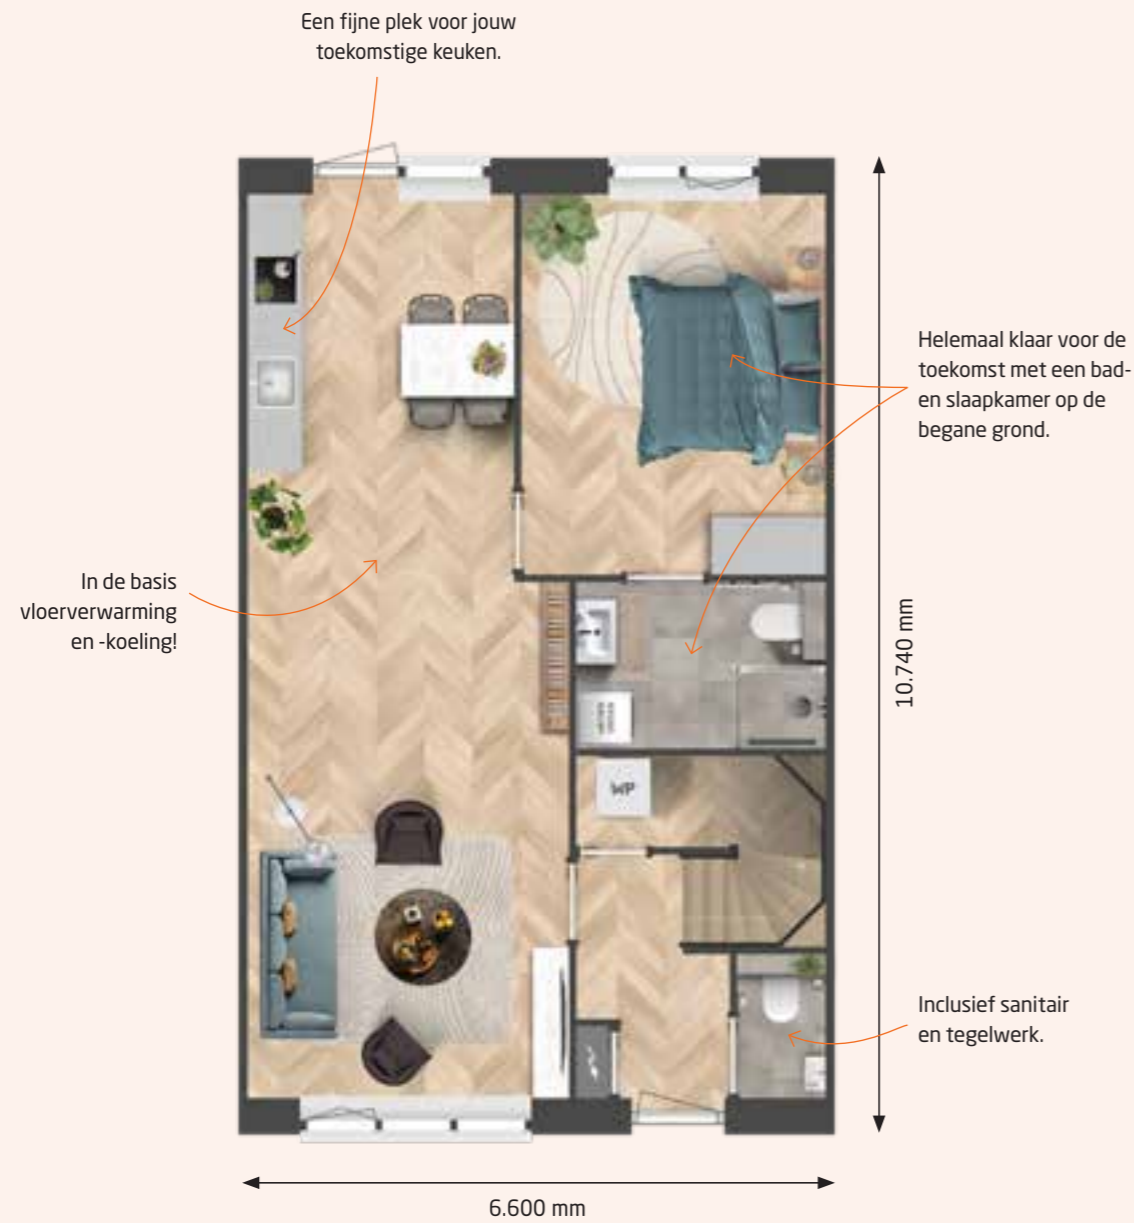 Een fijne plek voor jouw
toekomstige keuken.
Helemaal klaar voor de
toekomst met een bad-
en slaapkamer op de
begane grond.
In de basis
vloerverwarming
en -koeling!
10.740 mm
WP
Inclusief sanitair
en tegelwerk.
6.600 mm